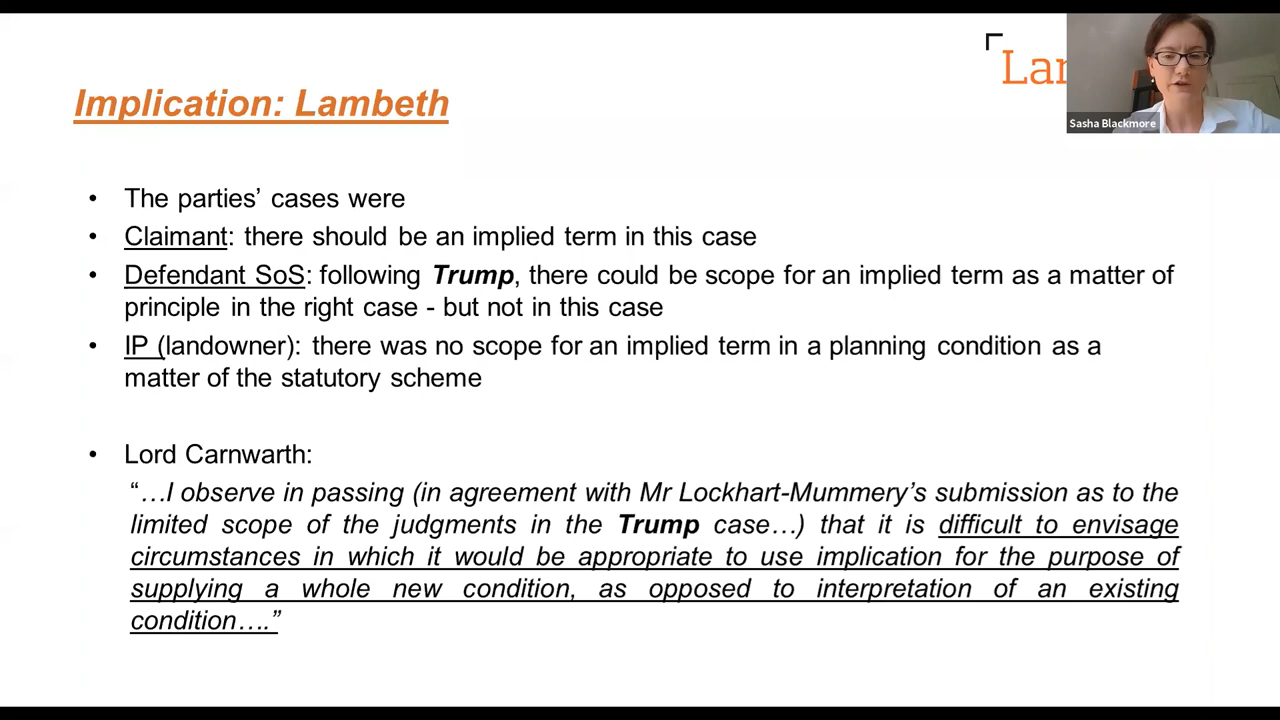 Lan
Sasha Blackmore
Implication: Lambeth
• The parties’ cases were
• Claimant: there should be an implied term in this case
• Defendant SoS: following Trump, there could be scope for an implied term as a matter of
principle in the right case - but not in this case
• IP (landowner): there was no scope for an implied term in a planning condition as a
matter of the statutory scheme
• Lord Carnwarth:
“…I observe in passing (in agreement with Mr Lockhart-Mummery’s submission as to the
limited scope of the judgments in the Trump case…) that it is difficult to envisage
circumstances in which it would be appropriate to use implication for the purpose of
supplying a whole new condition, as opposed to interpretation of an existing
condition….”